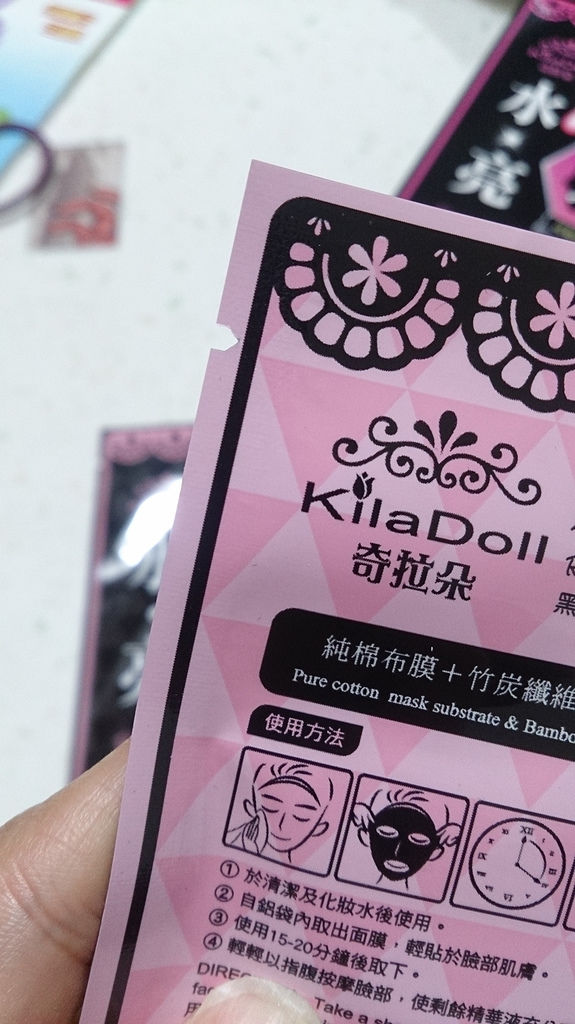 水
亮
KilaDoll
奇拉朵
黑
純棉布膜＋竹炭纖維
Pure cotton mask substrate & Bambo
使用方法
① 於清潔及化妝水後使用。
② 自鋁袋內取出面膜，輕貼於臉部肌膚。
③ 使用15-20分鐘後取下。
④ 輕輕以指腹按摩臉部，使剩餘精華液充分
Take a sh